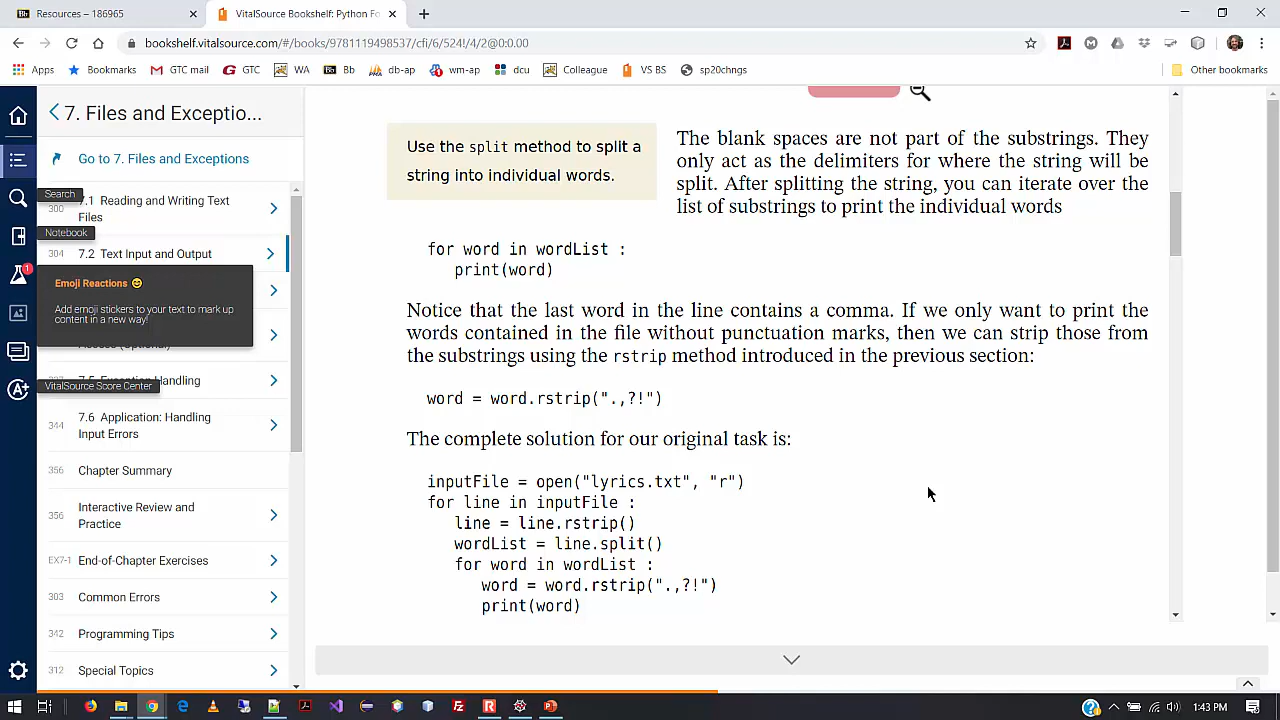 Resources – 186965
VitalSource Bookshelf: Python Fo
bookshelf.vitalsource.com/#/books/9781119498537/cfi/6/524!/4/2@0:0.00
Apps
Bookmarks
GTC mail
GTC
WA
Bb
db-ap
wm-ap
dcu
Colleague
VS BS
sp20chngs
Other bookmarks
7. Files and Exceptio...
Go to 7. Files and Exceptions
Search
300 7.1 Reading and Writing Text
Files
Notebook
304 7.2 Text Input and Output
Emoji Reactions 😊
Add emoji stickers to your text to mark up
content in a new way!
1
Access (Optional)
VitalSource Score Center
Handling
344 7.6 Application: Handling
Input Errors
356 Chapter Summary
356 Interactive Review and
Practice
EX7-1 End-of-Chapter Exercises
303 Common Errors
342 Programming Tips
312 Special Topics
Use the split method to split a
string into individual words.
The blank spaces are not part of the substrings. They
only act as the delimiters for where the string will be
split. After splitting the string, you can iterate over the
list of substrings to print the individual words
for word in wordList :
print(word)
Notice that the last word in the line contains a comma. If we only want to print the
words contained in the file without punctuation marks, then we can strip those from
the substrings using the rstrip method introduced in the previous section:
word = word.rstrip(".,?!")
The complete solution for our original task is:
inputFile = open("lyrics.txt", "r")
for line in inputFile :
line = line.rstrip()
wordList = line.split()
for word in wordList :
word = word.rstrip(".,?!")
print(word)
1:43 PM